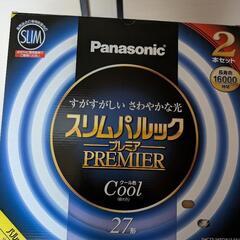 SLIM
Panasonic
2
本セット
長寿命
16000
時間
すがすがしい さわやかな光
スリムパルック
プレミア
PREMIER
クール色
Cool
27形